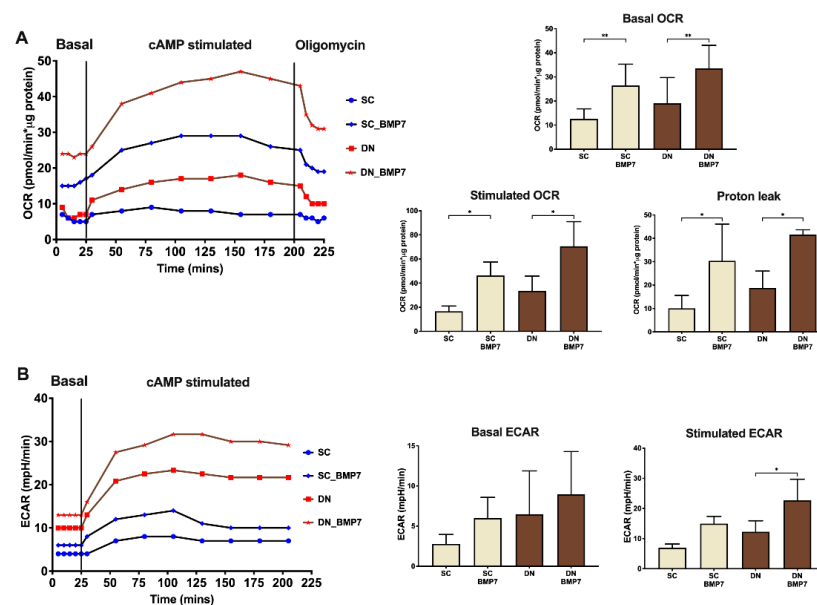 A
Basal
cAMP stimulated
Oligomycin
OCR (pmol/min*µg protein)
50
40
30
20
10
0
0
25
50
75
100
125
150
175
200
225
Time (mins)
SC
SC_BMP7
DN
DN_BMP7
Basal OCR
OCR (pmol/min*µg protein)
50
40
30
20
10
0
**
**
SC
SC
BMP7
DN
DN
BMP7
Stimulated OCR
OCR (pmol/min*µg protein)
100
80
60
40
20
0
*
*
SC
SC
BMP7
DN
DN
BMP7
Proton leak
OCR (pmol/min*µg protein)
50
40
30
20
10
0
*
*
SC
SC
BMP7
DN
DN
BMP7
B
Basal
cAMP stimulated
ECAR (mpH/min)
40
30
20
10
0
0
25
50
75
100
125
150
175
200
225
Time (mins)
SC
SC_BMP7
DN
DN_BMP7
Basal ECAR
ECAR (mpH/min)
15
10
5
0
SC
SC
BMP7
DN
DN
BMP7
Stimulated ECAR
ECAR (mpH/min)
40
30
20
10
0
*
SC
SC
BMP7
DN
DN
BMP7